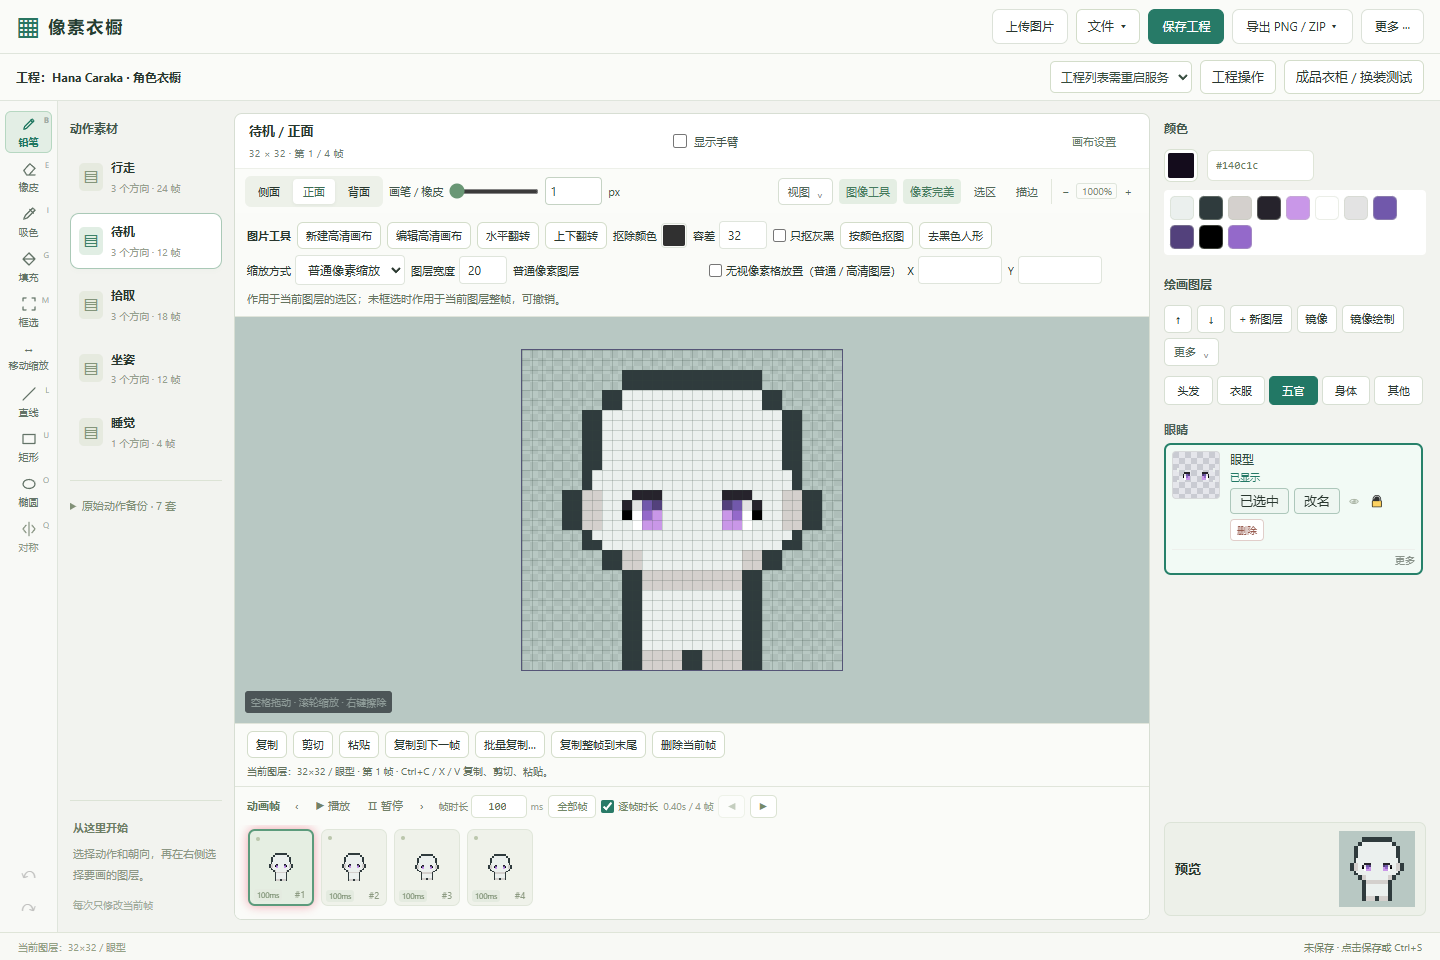 像素衣橱
上传图片 文件 保存工程 导出 PNG / ZIP 更多 ···
工程：Hana Caraka · 角色衣橱
工程列表需重启服务 工程操作 成品衣柜 / 换装测试
铅笔 B
橡皮 E
吸色 I
填充 G
框选 M
移动缩放
直线 L
矩形 U
椭圆 O
对称 Q
动作素材
行走
3 个方向 · 24 帧
待机
3 个方向 · 12 帧
拾取
3 个方向 · 18 帧
坐姿
3 个方向 · 12 帧
睡觉
1 个方向 · 4 帧
原始动作备份 · 7 套
从这里开始
选择动作和朝向，再在右侧选
择要画的图层。
每次只修改当前帧
待机 / 正面
32 × 32 · 第 1 / 4 帧
显示手臂
画布设置
侧面 正面 背面 画笔 / 橡皮 1 px 视图 图像工具 像素完美 选区 描边 − 1000% +
图片工具 新建高清画布 编辑高清画布 水平翻转 上下翻转 抠除颜色 容差 32 只抠灰黑 按颜色抠图 去黑色人形
缩放方式 普通像素缩放 图层宽度 20 普通像素图层 无视像素格放置（普通 / 高清图层） X Y
作用于当前图层的选区；未框选时作用于当前图层整帧，可撤销。
空格拖动 · 滚轮缩放 · 右键擦除
复制 剪切 粘贴 复制到下一帧 批量复制... 复制整帧到末尾 删除当前帧
当前图层：32×32 / 眼型 · 第 1 帧 · Ctrl+C / X / V 复制、剪切、粘贴。
动画帧 ‹ ▶ 播放 II 暂停 › 帧时长 100 ms 全部帧 逐帧时长 0.40s / 4 帧 ◀ ▶
100ms #1
100ms #2
100ms #3
100ms #4
颜色
#140c1c
绘画图层
↑ ↓ + 新图层 镜像 镜像绘制
更多
头发 衣服 五官 身体 其他
眼睛
眼型
已显示
已选中 改名
删除
更多
预览
当前图层：32×32 / 眼型
未保存 · 点击保存或 Ctrl+S